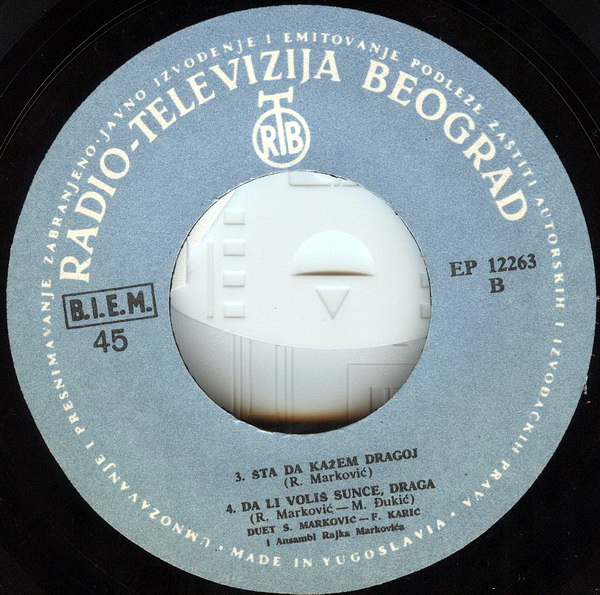 UMNOŽAVANJE I PRESNIMAVANJE ZABRANJENO·JAVNO IZVOĐENJE I EMITOVANJE PODLEŽE ZAŠTITI AUTORSKIH I IZVOĐAČKIH PRAVA
RADIO-TELEVIZIJA BEOGRAD
RTB
B.I.E.M.
45
EP 12263
B
3. ŠTA DA KAŽEM DRAGOJ
(R. Marković)
4. DA LI VOLIŠ SUNCE, DRAGA
(R. Marković — M. Đukić)
DUET S. MARKOVIĆ — F. KARIĆ
i Ansambl Rajka Markovića
· MADE IN YUGOSLAVIA ·